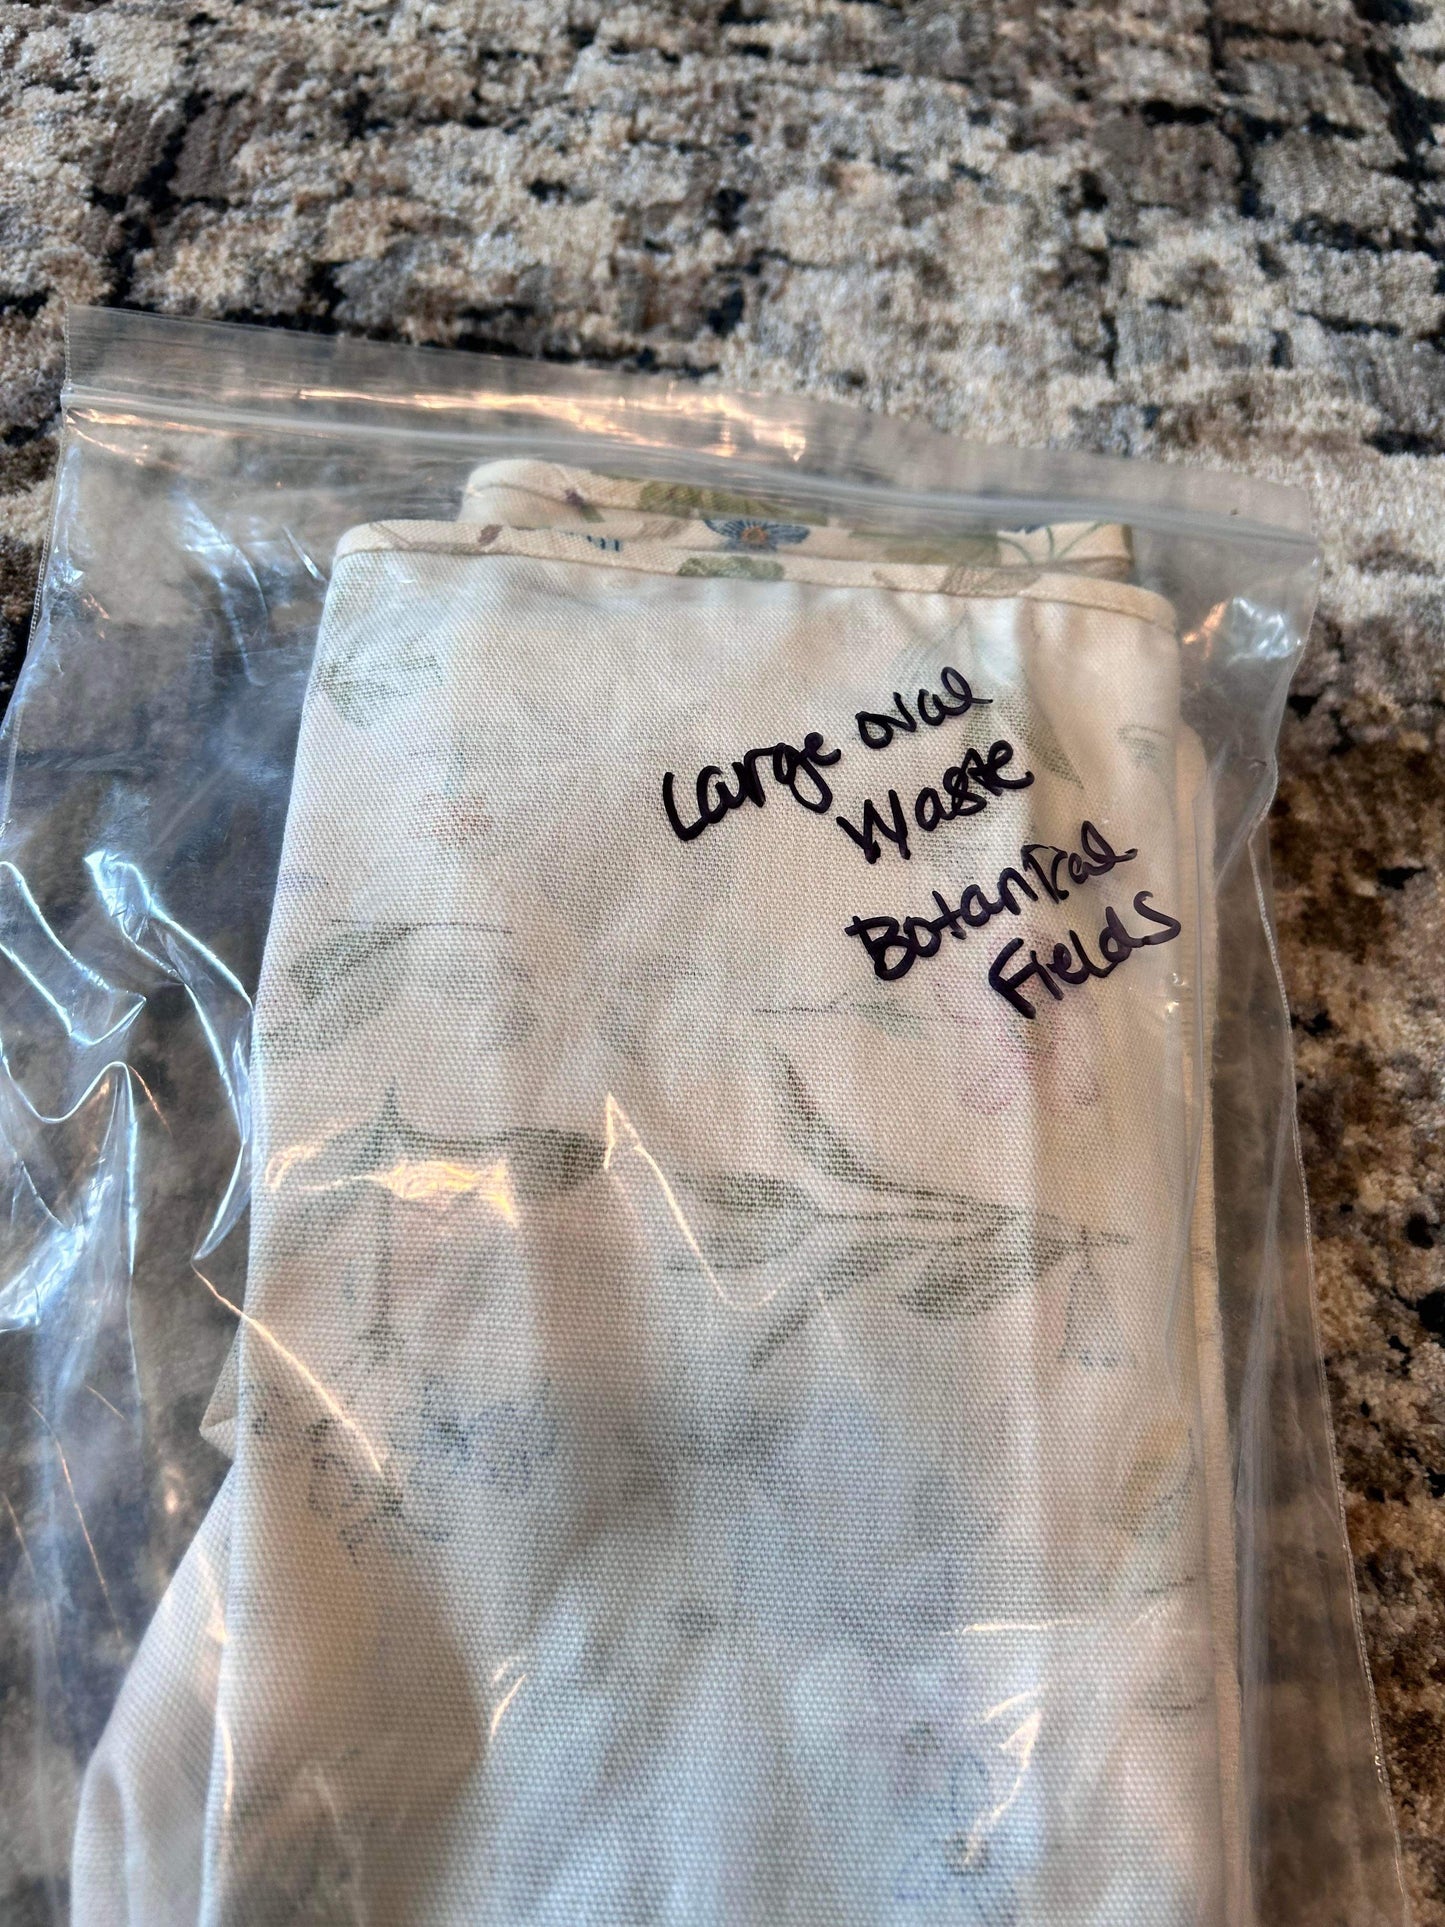 Large oval
Waste
Botanical
Fields